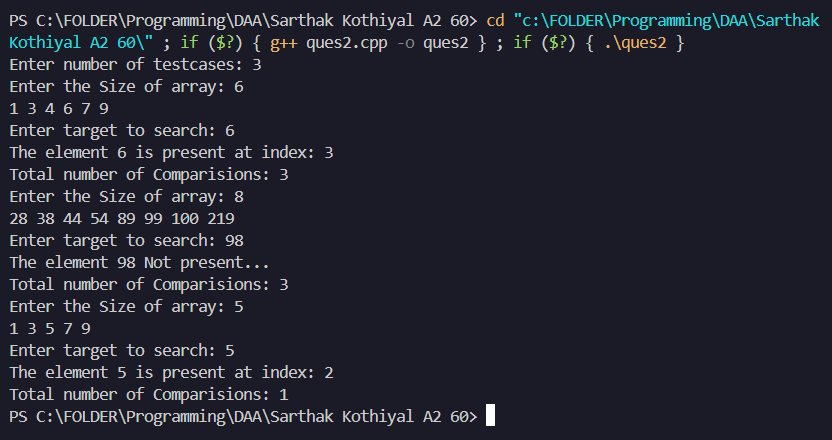 PS C:\FOLDER\Programming\DAA\Sarthak Kothiyal A2 60> cd "c:\FOLDER\Programming\DAA\Sarthak
Kothiyal A2 60\" ; if ($?) { g++ ques2.cpp -o ques2 } ; if ($?) { .\ques2 }
Enter number of testcases: 3
Enter the Size of array: 6
1 3 4 6 7 9
Enter target to search: 6
The element 6 is present at index: 3
Total number of Comparisions: 3
Enter the Size of array: 8
28 38 44 54 89 99 100 219
Enter target to search: 98
The element 98 Not present...
Total number of Comparisions: 3
Enter the Size of array: 5
1 3 5 7 9
Enter target to search: 5
The element 5 is present at index: 2
Total number of Comparisions: 1
PS C:\FOLDER\Programming\DAA\Sarthak Kothiyal A2 60>